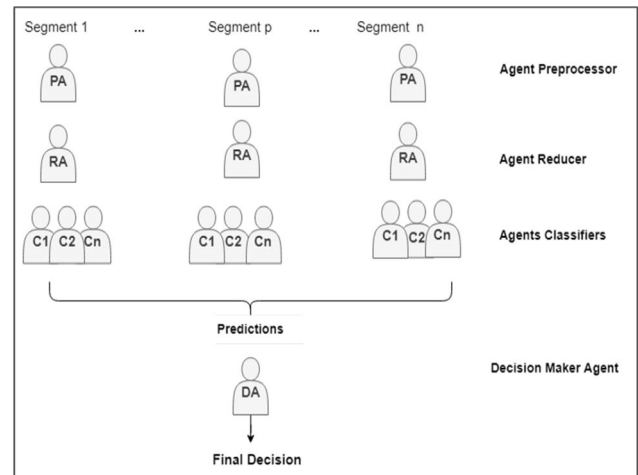 Segment 1 ... Segment p ... Segment n
PA PA PA Agent Preprocessor
RA RA RA Agent Reducer
C1 C2 Cn C1 C2 Cn C1 C2 Cn Agents Classifiers
Predictions
Decision Maker Agent
DA
Final Decision